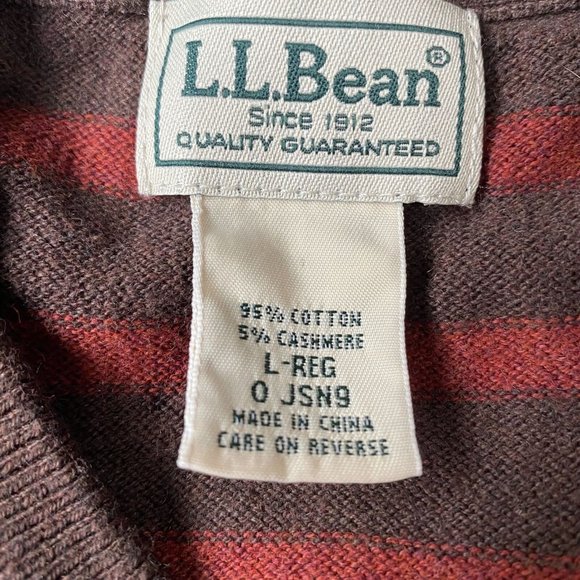 L.L.Bean®
Since 1912
QUALITY GUARANTEED
95% COTTON
5% CASHMERE
L-REG
0 JSN9
MADE IN CHINA
CARE ON REVERSE